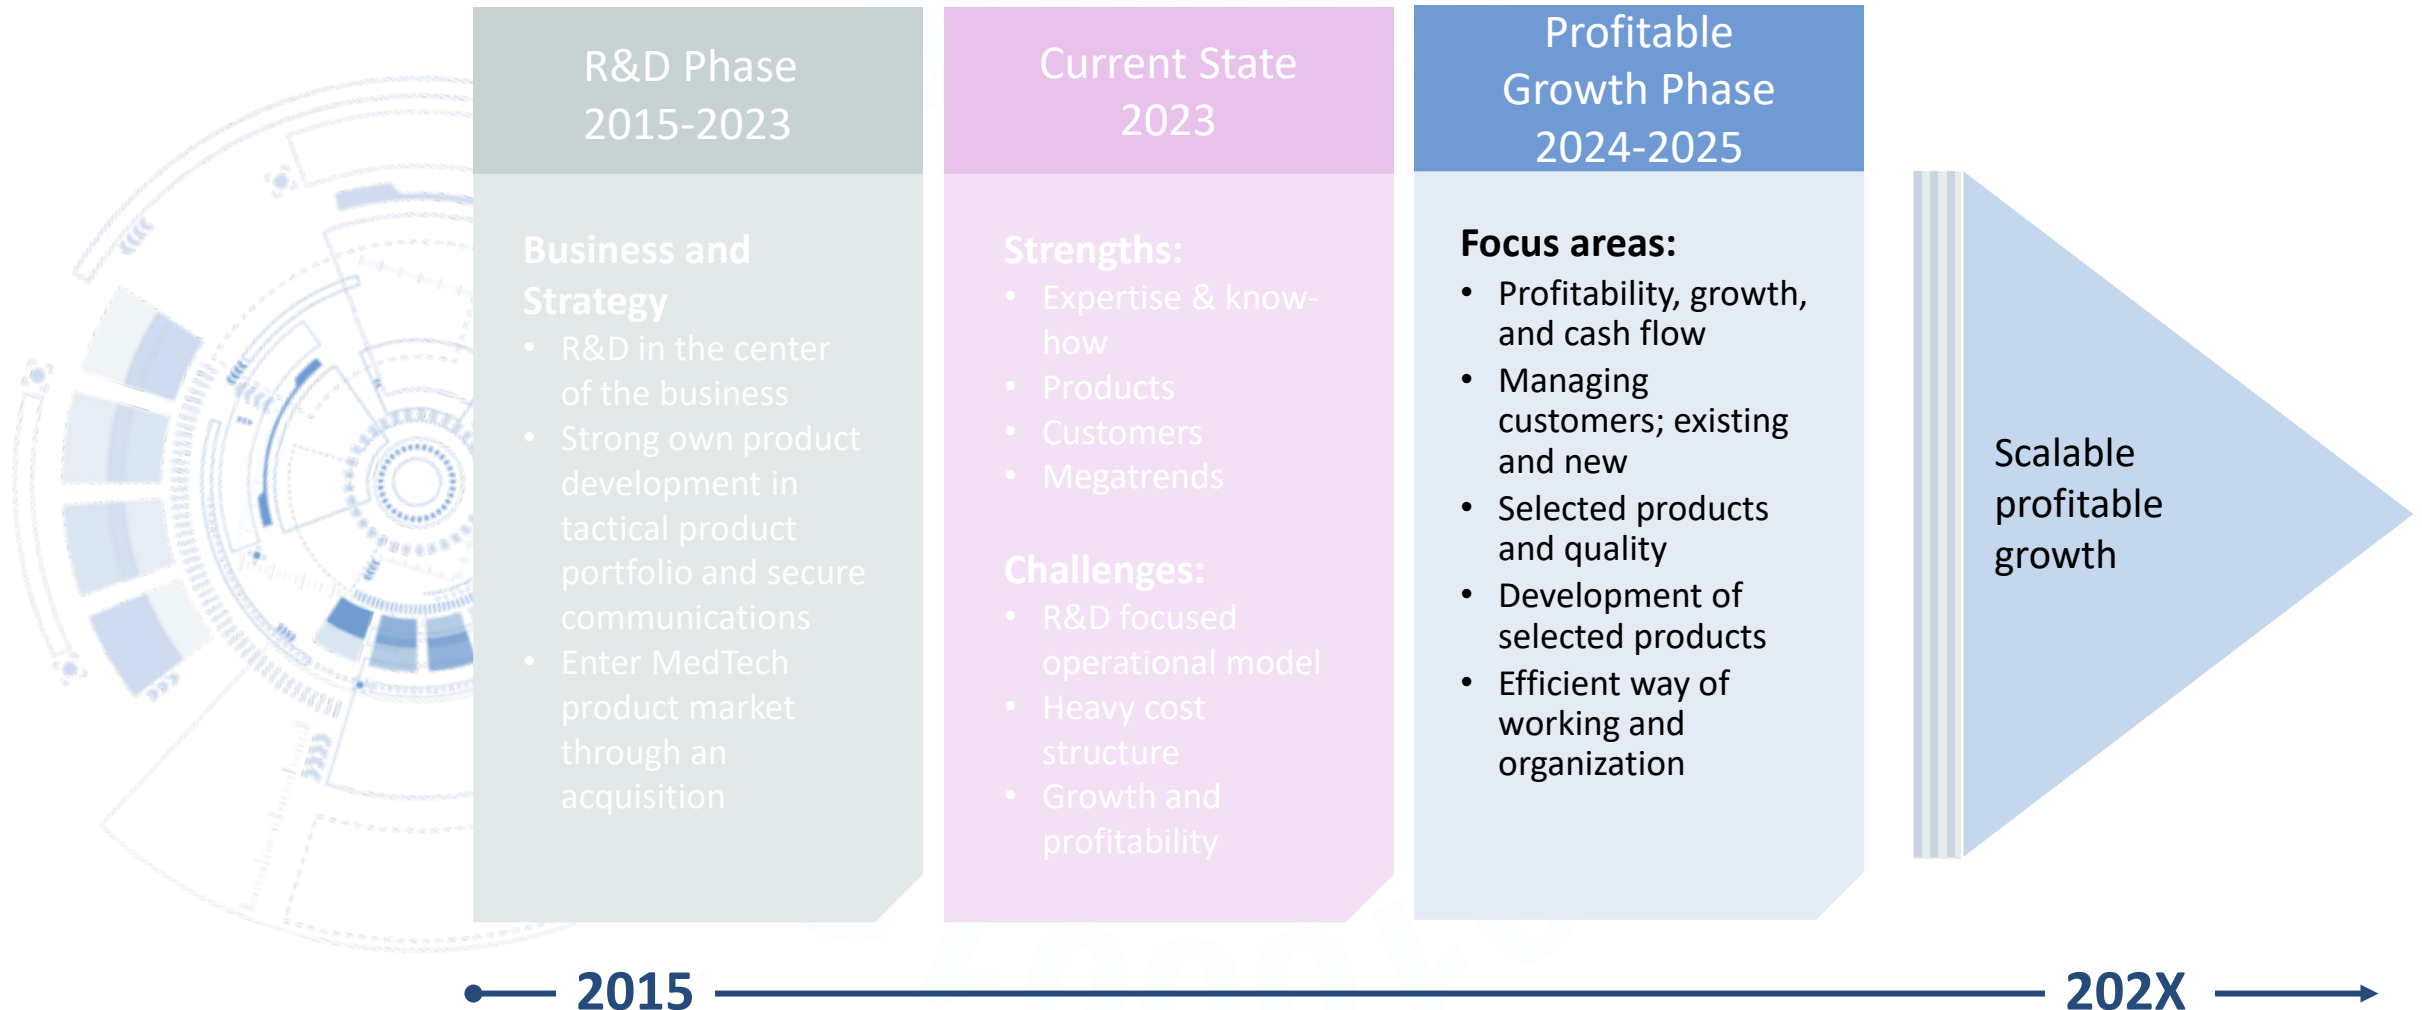 R&D Phase
2015-2023
Business and
Strategy
• R&D in the center
of the business
• Strong own product
development in
tactical product
portfolio and secure
communications
• Enter MedTech
product market
through an
acquisition
Current State
2023
Strengths:
• Expertise & know-
how
• Products
• Customers
• Megatrends
Challenges:
• R&D focused
operational model
• Heavy cost
structure
• Growth and
profitability
Profitable
Growth Phase
2024-2025
Focus areas:
• Profitability, growth,
and cash flow
• Managing
customers; existing
and new
• Selected products
and quality
• Development of
selected products
• Efficient way of
working and
organization
Scalable
profitable
growth
2015
202X